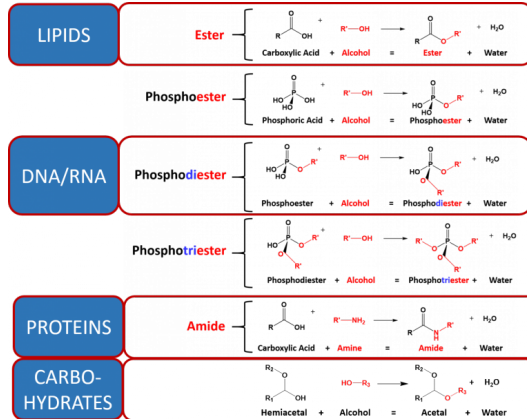 LIPIDS
Ester
R OH O + R'-OH → R O R' O + H₂O
Carboxylic Acid + Alcohol = Ester + Water
Phosphoester
HO P OH HO O + R'-OH → HO P O R' HO O + H₂O
Phosphoric Acid + Alcohol = Phosphoester + Water
DNA/RNA
Phosphodiester
HO P O R' HO O + R'-OH → HO P O R' O R' O + H₂O
Phosphoester + Alcohol = Phosphodiester + Water
Phosphotriester
HO P O R' O R' O + R'-OH → R' O P O R' O R' O + H₂O
Phosphodiester + Alcohol = Phosphotriester + Water
PROTEINS
Amide
R OH O + R'-NH₂ → R N H R' O + H₂O
Carboxylic Acid + Amine = Amide + Water
CARBO-
HYDRATES
R₂ O R₁ OH + HO-R₃ → R₂ O R₁ O R₃ + H₂O
Hemiacetal + Alcohol = Acetal + Water